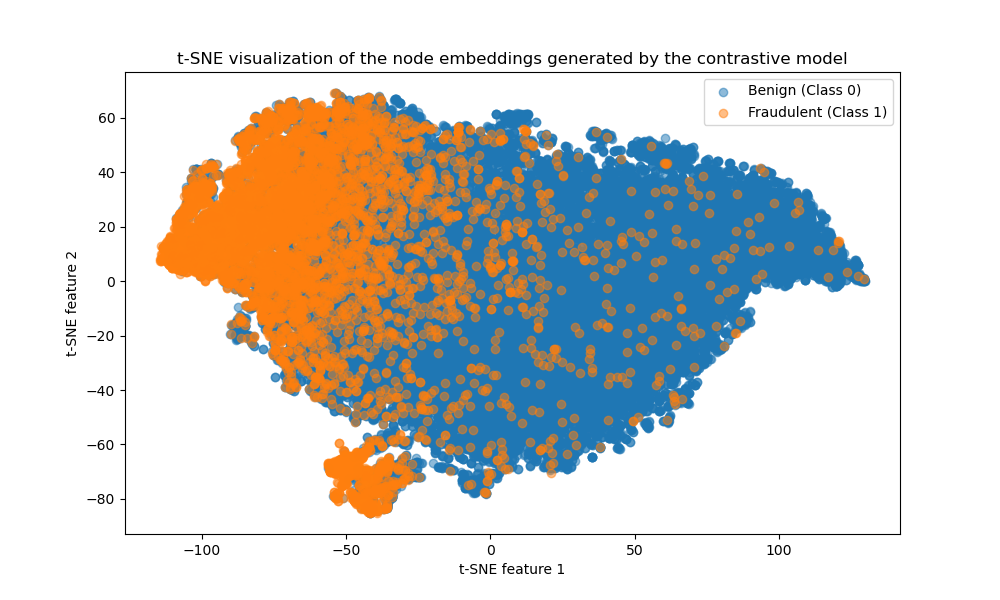 t-SNE visualization of the node embeddings generated by the contrastive model
Benign (Class 0)
Fraudulent (Class 1)
60
40
20
0
−20
−40
−60
−80
t-SNE feature 2
−100
−50
0
50
100
t-SNE feature 1